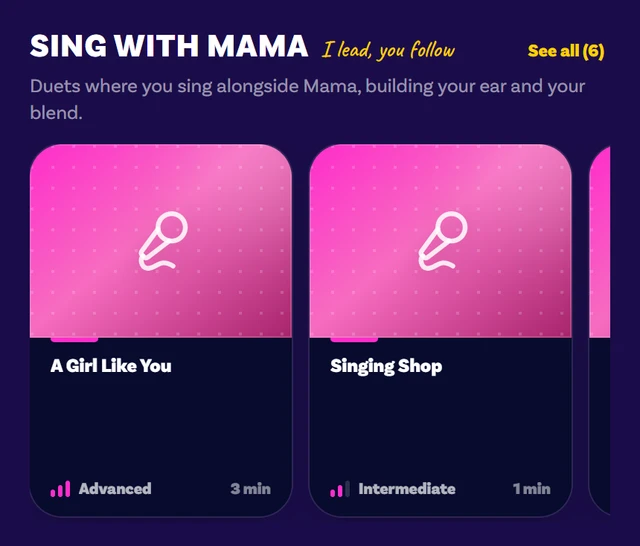 SING WITH MAMA I lead, you follow See all (6)
Duets where you sing alongside Mama, building your ear and your
blend.
A Girl Like You
Singing Shop
Advanced 3 min
Intermediate 1 min